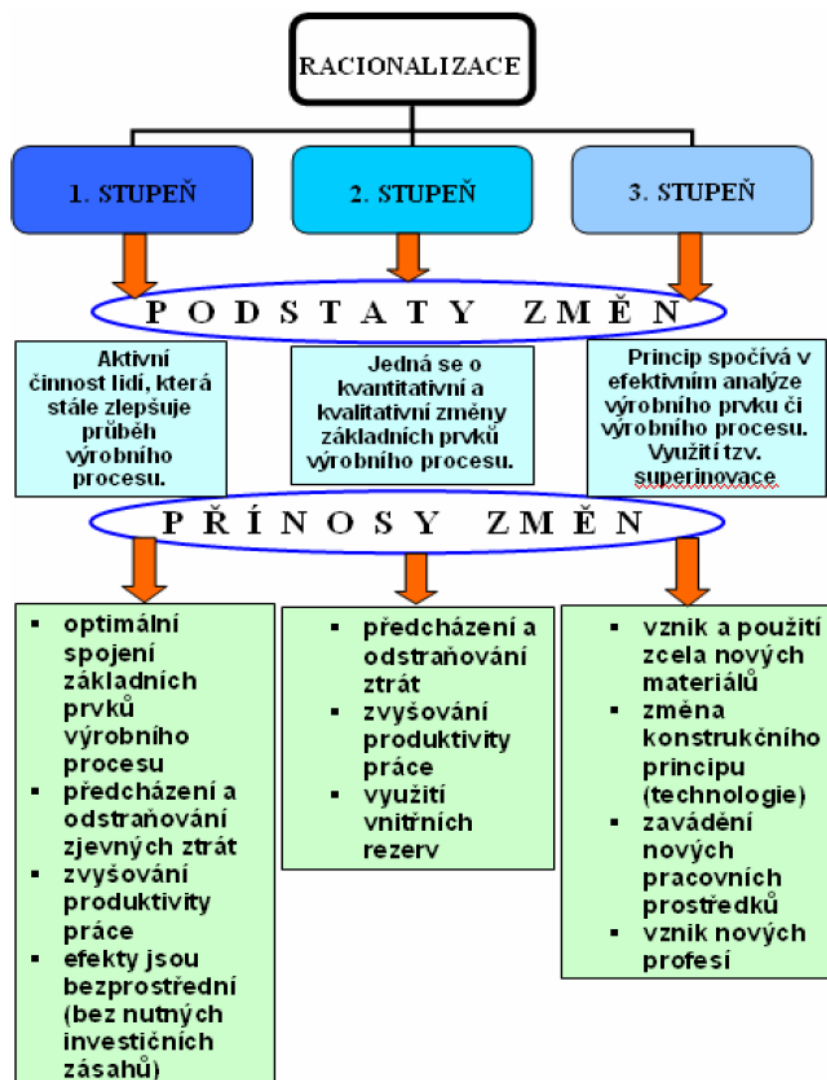 RACIONALIZACE
1. STUPEŇ
2. STUPEŇ
3. STUPEŇ
PODSTATY ZMĚN
Aktivní
činnost lidí, která
stále zlepšuje
průběh
výrobního
procesu.
Jedná se o
kvantitativní a
kvalitativní změny
základních prvků
výrobního procesu.
Princip spočívá v
efektivním analýze
výrobního prvku či
výrobního procesu.
Využití tzv.
superinovace
PŘÍNOSY ZMĚN
▪ optimální
spojení
základních
prvků
výrobního
procesu
▪ předcházení a
odstraňování
zjevných ztrát
▪ zvyšování
produktivity
práce
▪ efekty jsou
bezprostřední
(bez nutných
investičních
zásahů)
▪ předcházení a
odstraňování
ztrát
▪ zvyšování
produktivity
práce
▪ využití
vnitřních
rezerv
▪ vznik a použití
zcela nových
materiálů
▪ změna
konstrukčního
principu
(technologie)
▪ zavádění
nových
pracovních
prostředků
▪ vznik nových
profesí